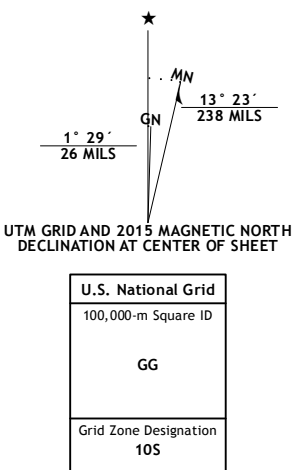 ★
MN
GN
13° 23´
238 MILS
1° 29´
26 MILS
UTM GRID AND 2015 MAGNETIC NORTH
DECLINATION AT CENTER OF SHEET
U.S. National Grid
100,000-m Square ID
GG
Grid Zone Designation
10S